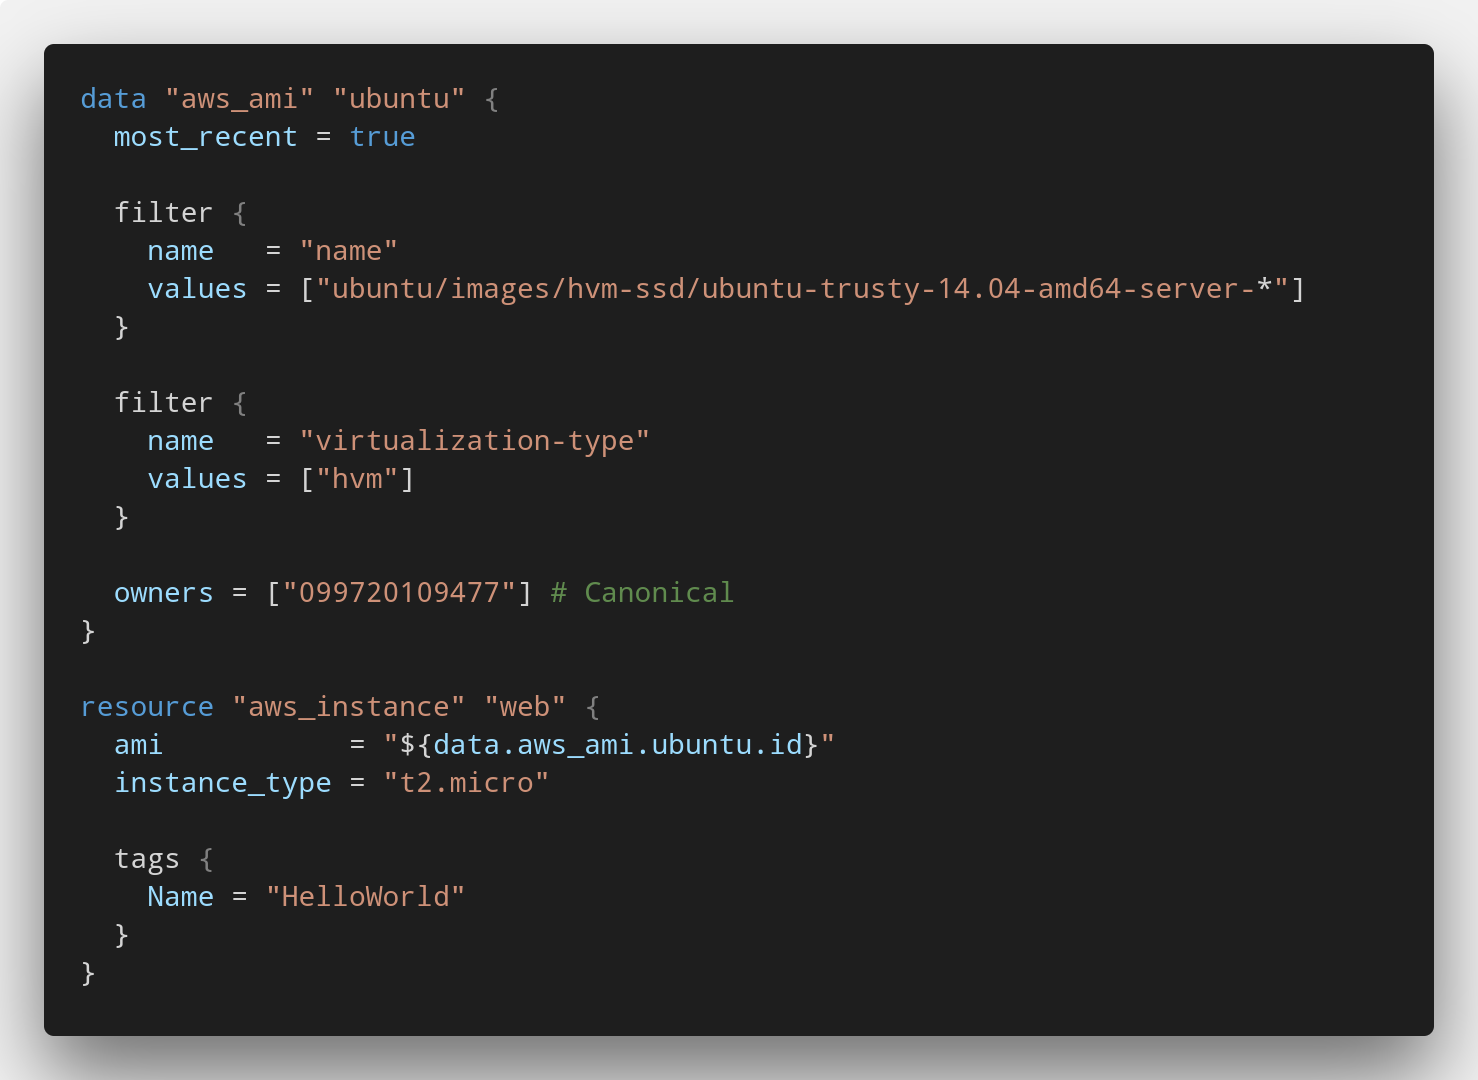 data "aws_ami" "ubuntu" {
  most_recent = true

  filter {
    name   = "name"
    values = ["ubuntu/images/hvm-ssd/ubuntu-trusty-14.04-amd64-server-*"]
  }

  filter {
    name   = "virtualization-type"
    values = ["hvm"]
  }

  owners = ["099720109477"] # Canonical
}

resource "aws_instance" "web" {
  ami           = "${data.aws_ami.ubuntu.id}"
  instance_type = "t2.micro"

  tags {
    Name = "HelloWorld"
  }
}